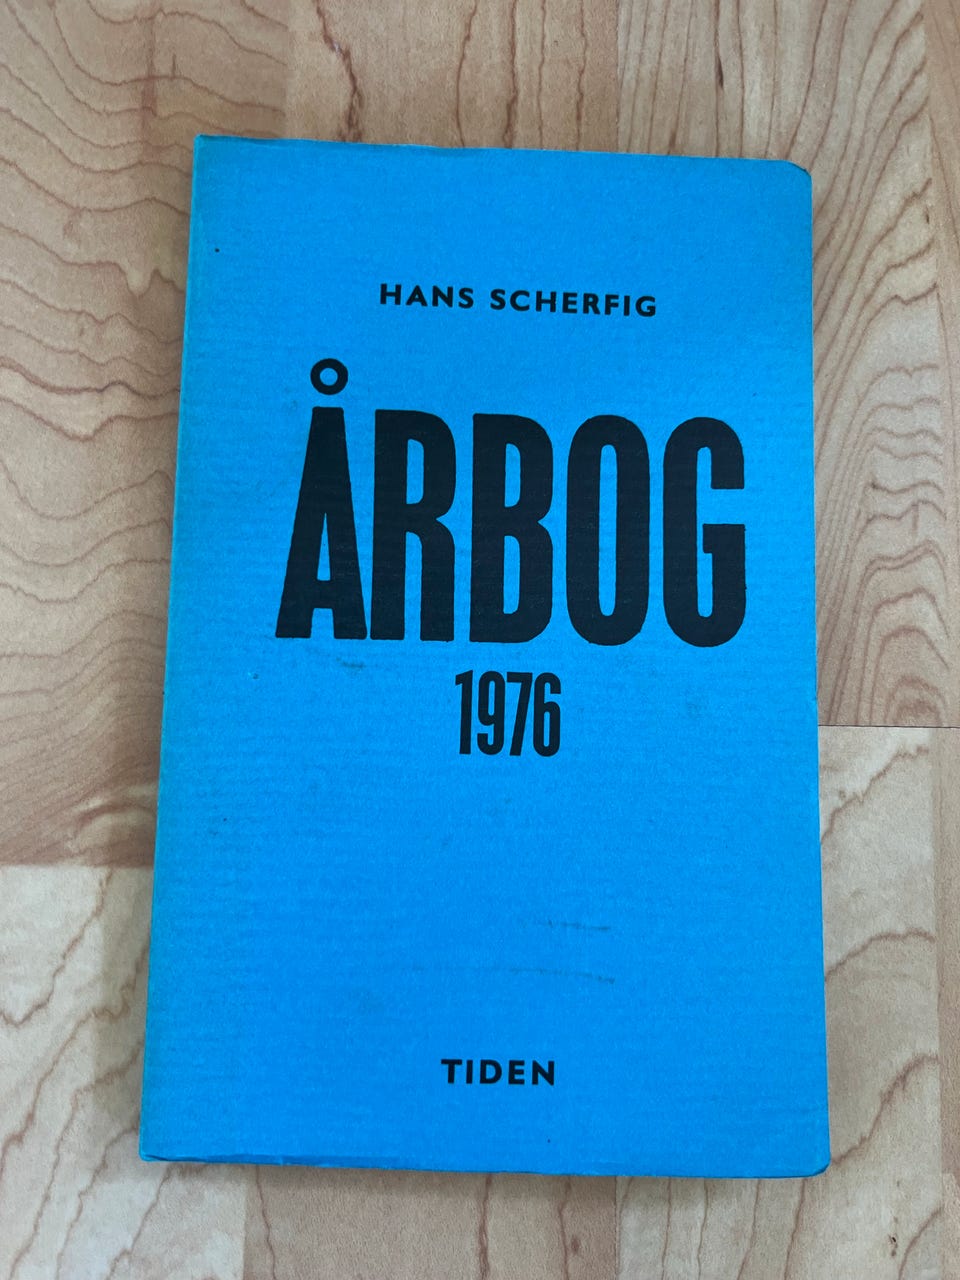 HANS SCHERFIG
ÅRBOG
1976
TIDEN